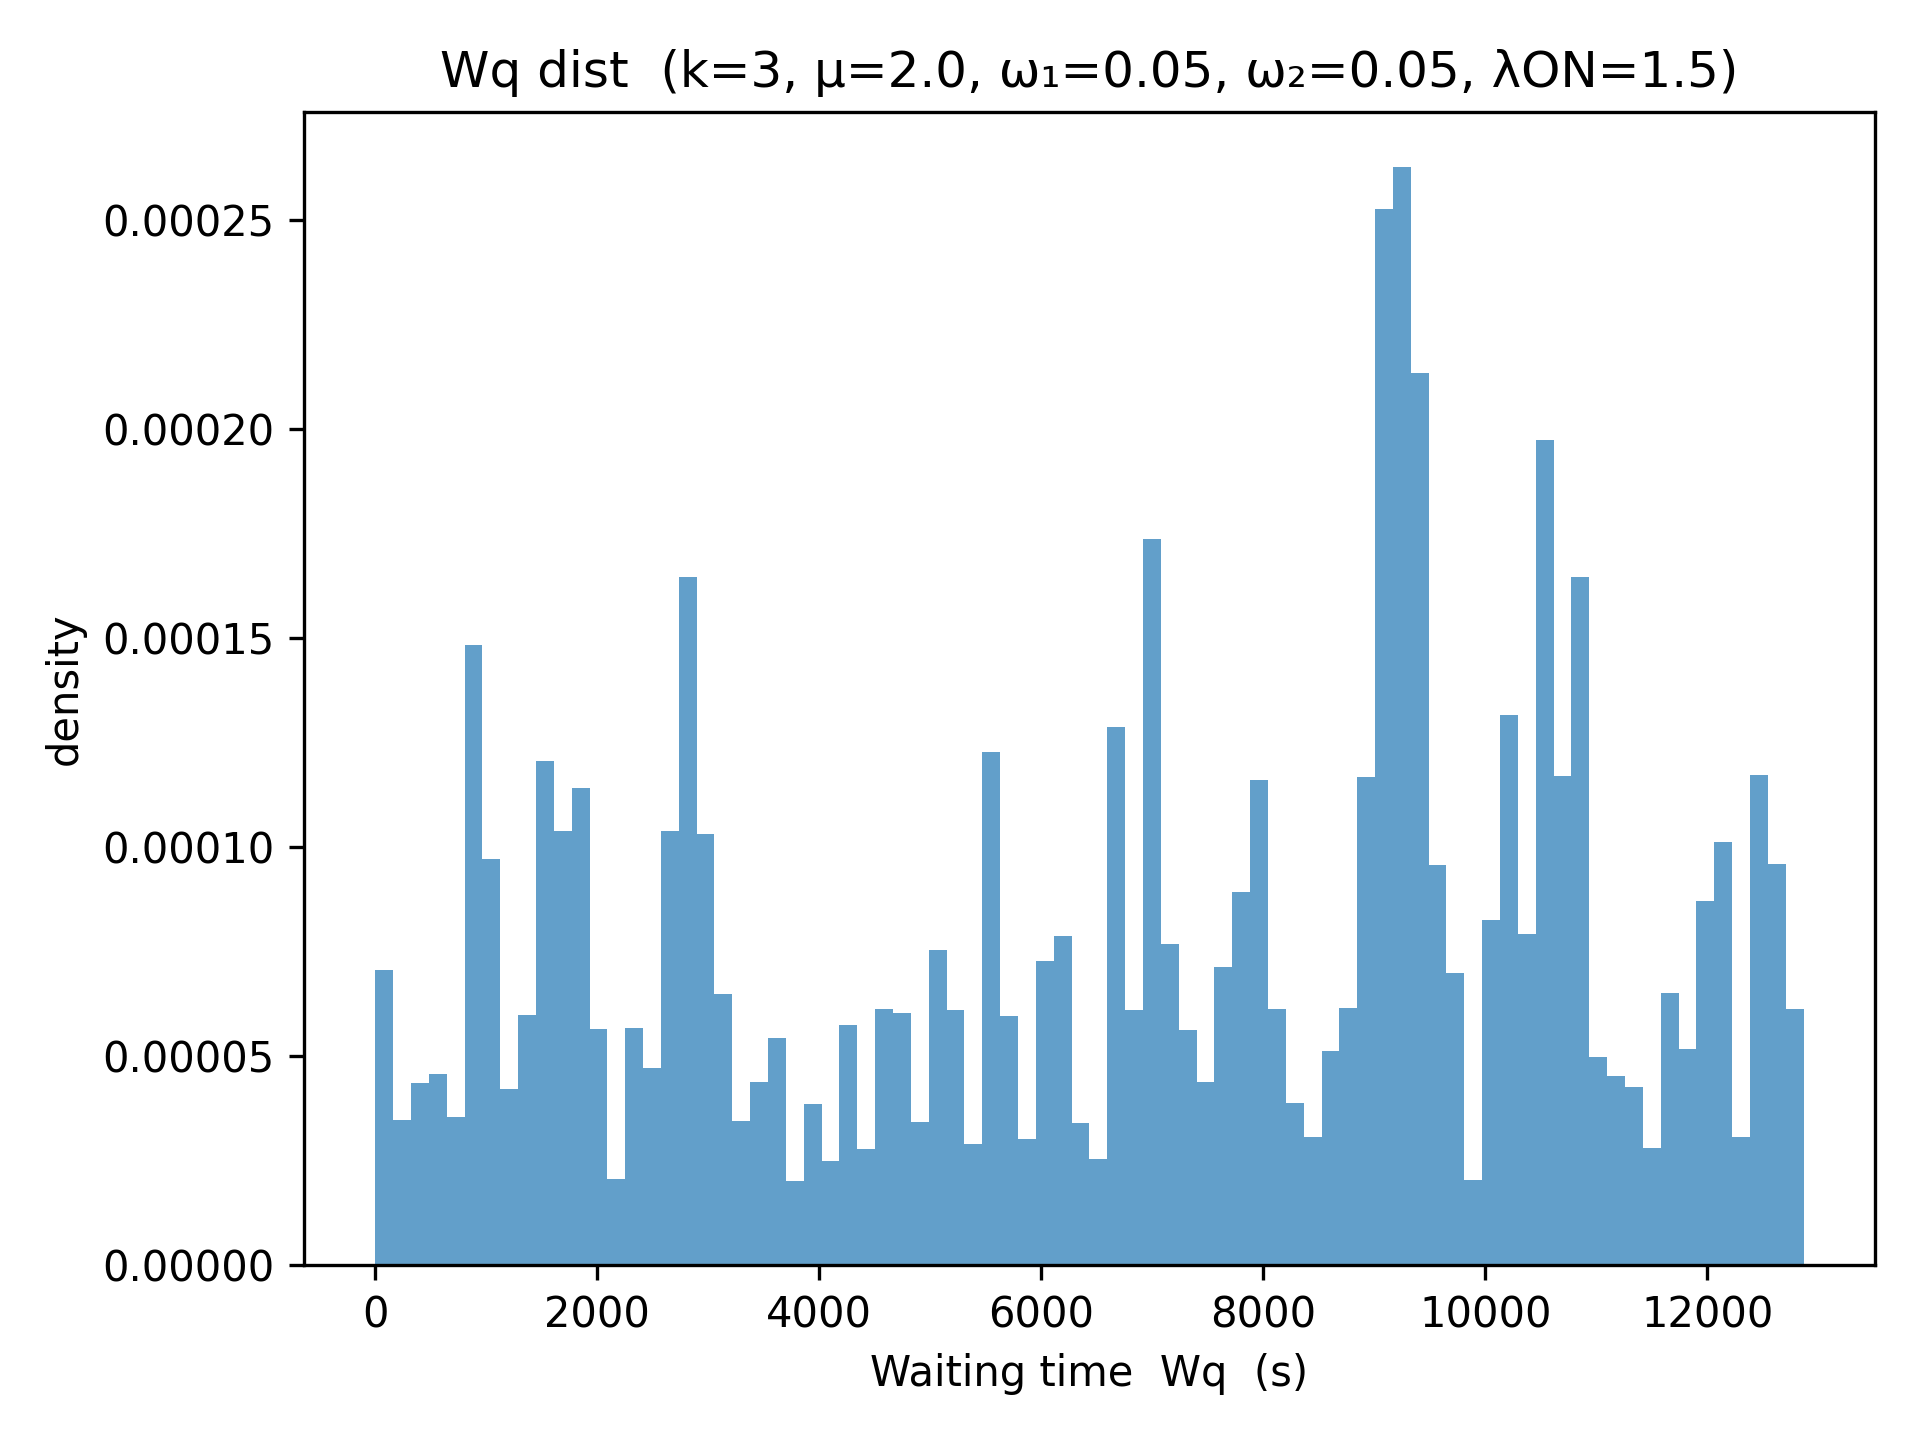 Wq dist  (k=3, μ=2.0, ω₁=0.05, ω₂=0.05, λON=1.5)
density
0.00025
0.00020
0.00015
0.00010
0.00005
0.00000
0 2000 4000 6000 8000 10000 12000
Waiting time  Wq  (s)